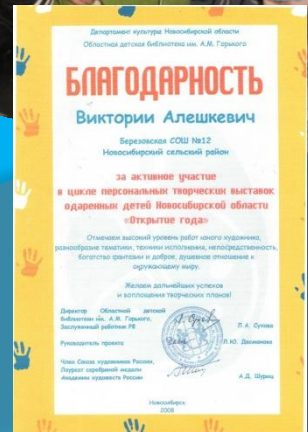 Департамент культуры Новосибирской области
Областная детская библиотека им. А.М. Горького
БЛАГОДАРНОСТЬ
Виктории Алешкевич
Березовская СОШ №12
Новосибирский сельский район
за активное участие
в цикле персональных творческих выставок
одаренных детей Новосибирской области
«Открытие года»
Отмечаем высокий уровень работ юного художника,
разнообразие тематики, техники исполнения, непосредственность,
богатство фантазии и доброе, душевное отношение к
окружающему миру.
Желаем дальнейших успехов
и воплощения творческих планов!
Директор Областной детской
библиотеки им. А.М. Горького,
Заслуженный работник РФ
Л.А.
Руководитель проекта
Л.Ю.
Член Союза художников России,
Лауреат серебряной медали
Академии художеств России
А.Д. Шуриц
Новосибирск
2008